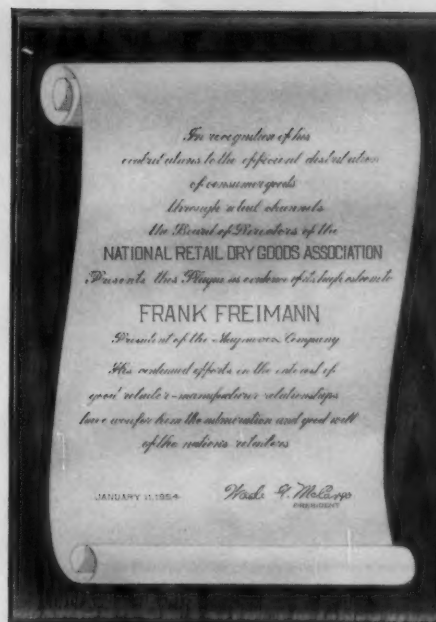 In recognition of his
contributions to the efficient distribution
of consumer goods
through retail channels
the Board of Directors of the
NATIONAL RETAIL DRY GOODS ASSOCIATION
Presents this Plaque as evidence of its high esteem to
FRANK FREIMANN
President of the Magnavox Company
His continued efforts in the interest of
good retailer-manufacturer relationships
have won for him the admiration and good will
of the nation's retailers
JANUARY 11, 1954
Wade G. McCargo
PRESIDENT